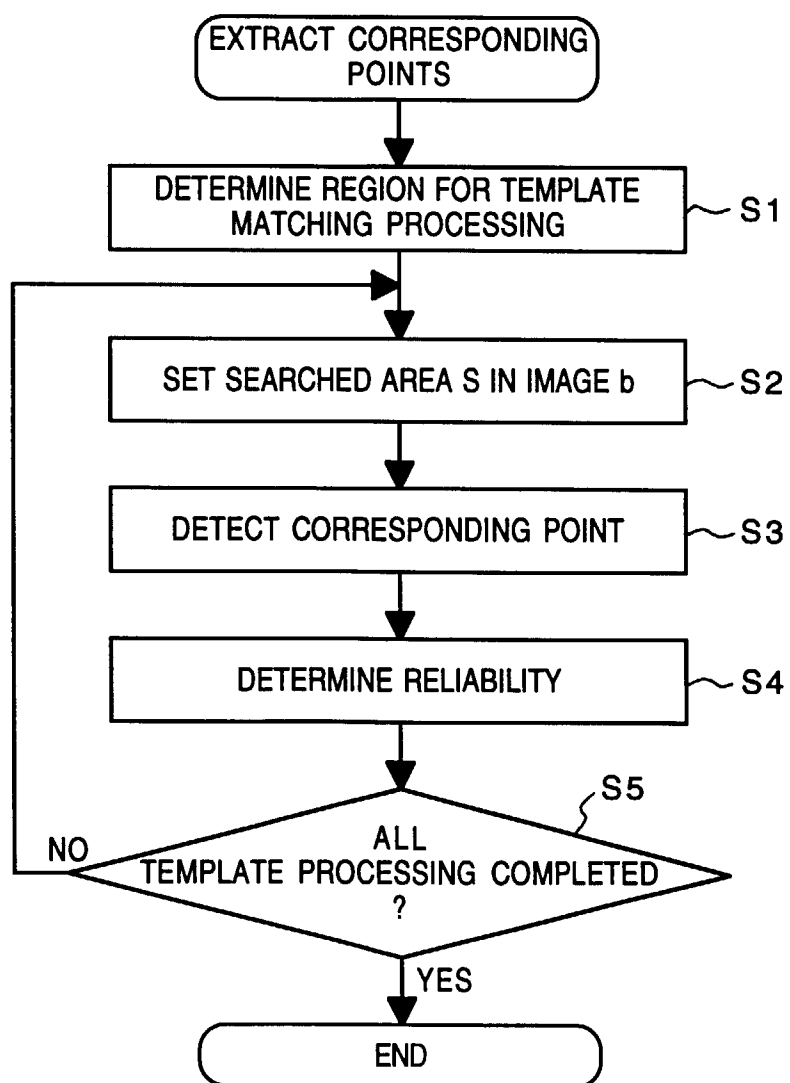 EXTRACT CORRESPONDING
POINTS
DETERMINE REGION FOR TEMPLATE
MATCHING PROCESSING
S1
SET SEARCHED AREA S IN IMAGE b
S2
DETECT CORRESPONDING POINT
S3
DETERMINE RELIABILITY
S4
S5
ALL
TEMPLATE PROCESSING COMPLETED
?
NO
YES
END